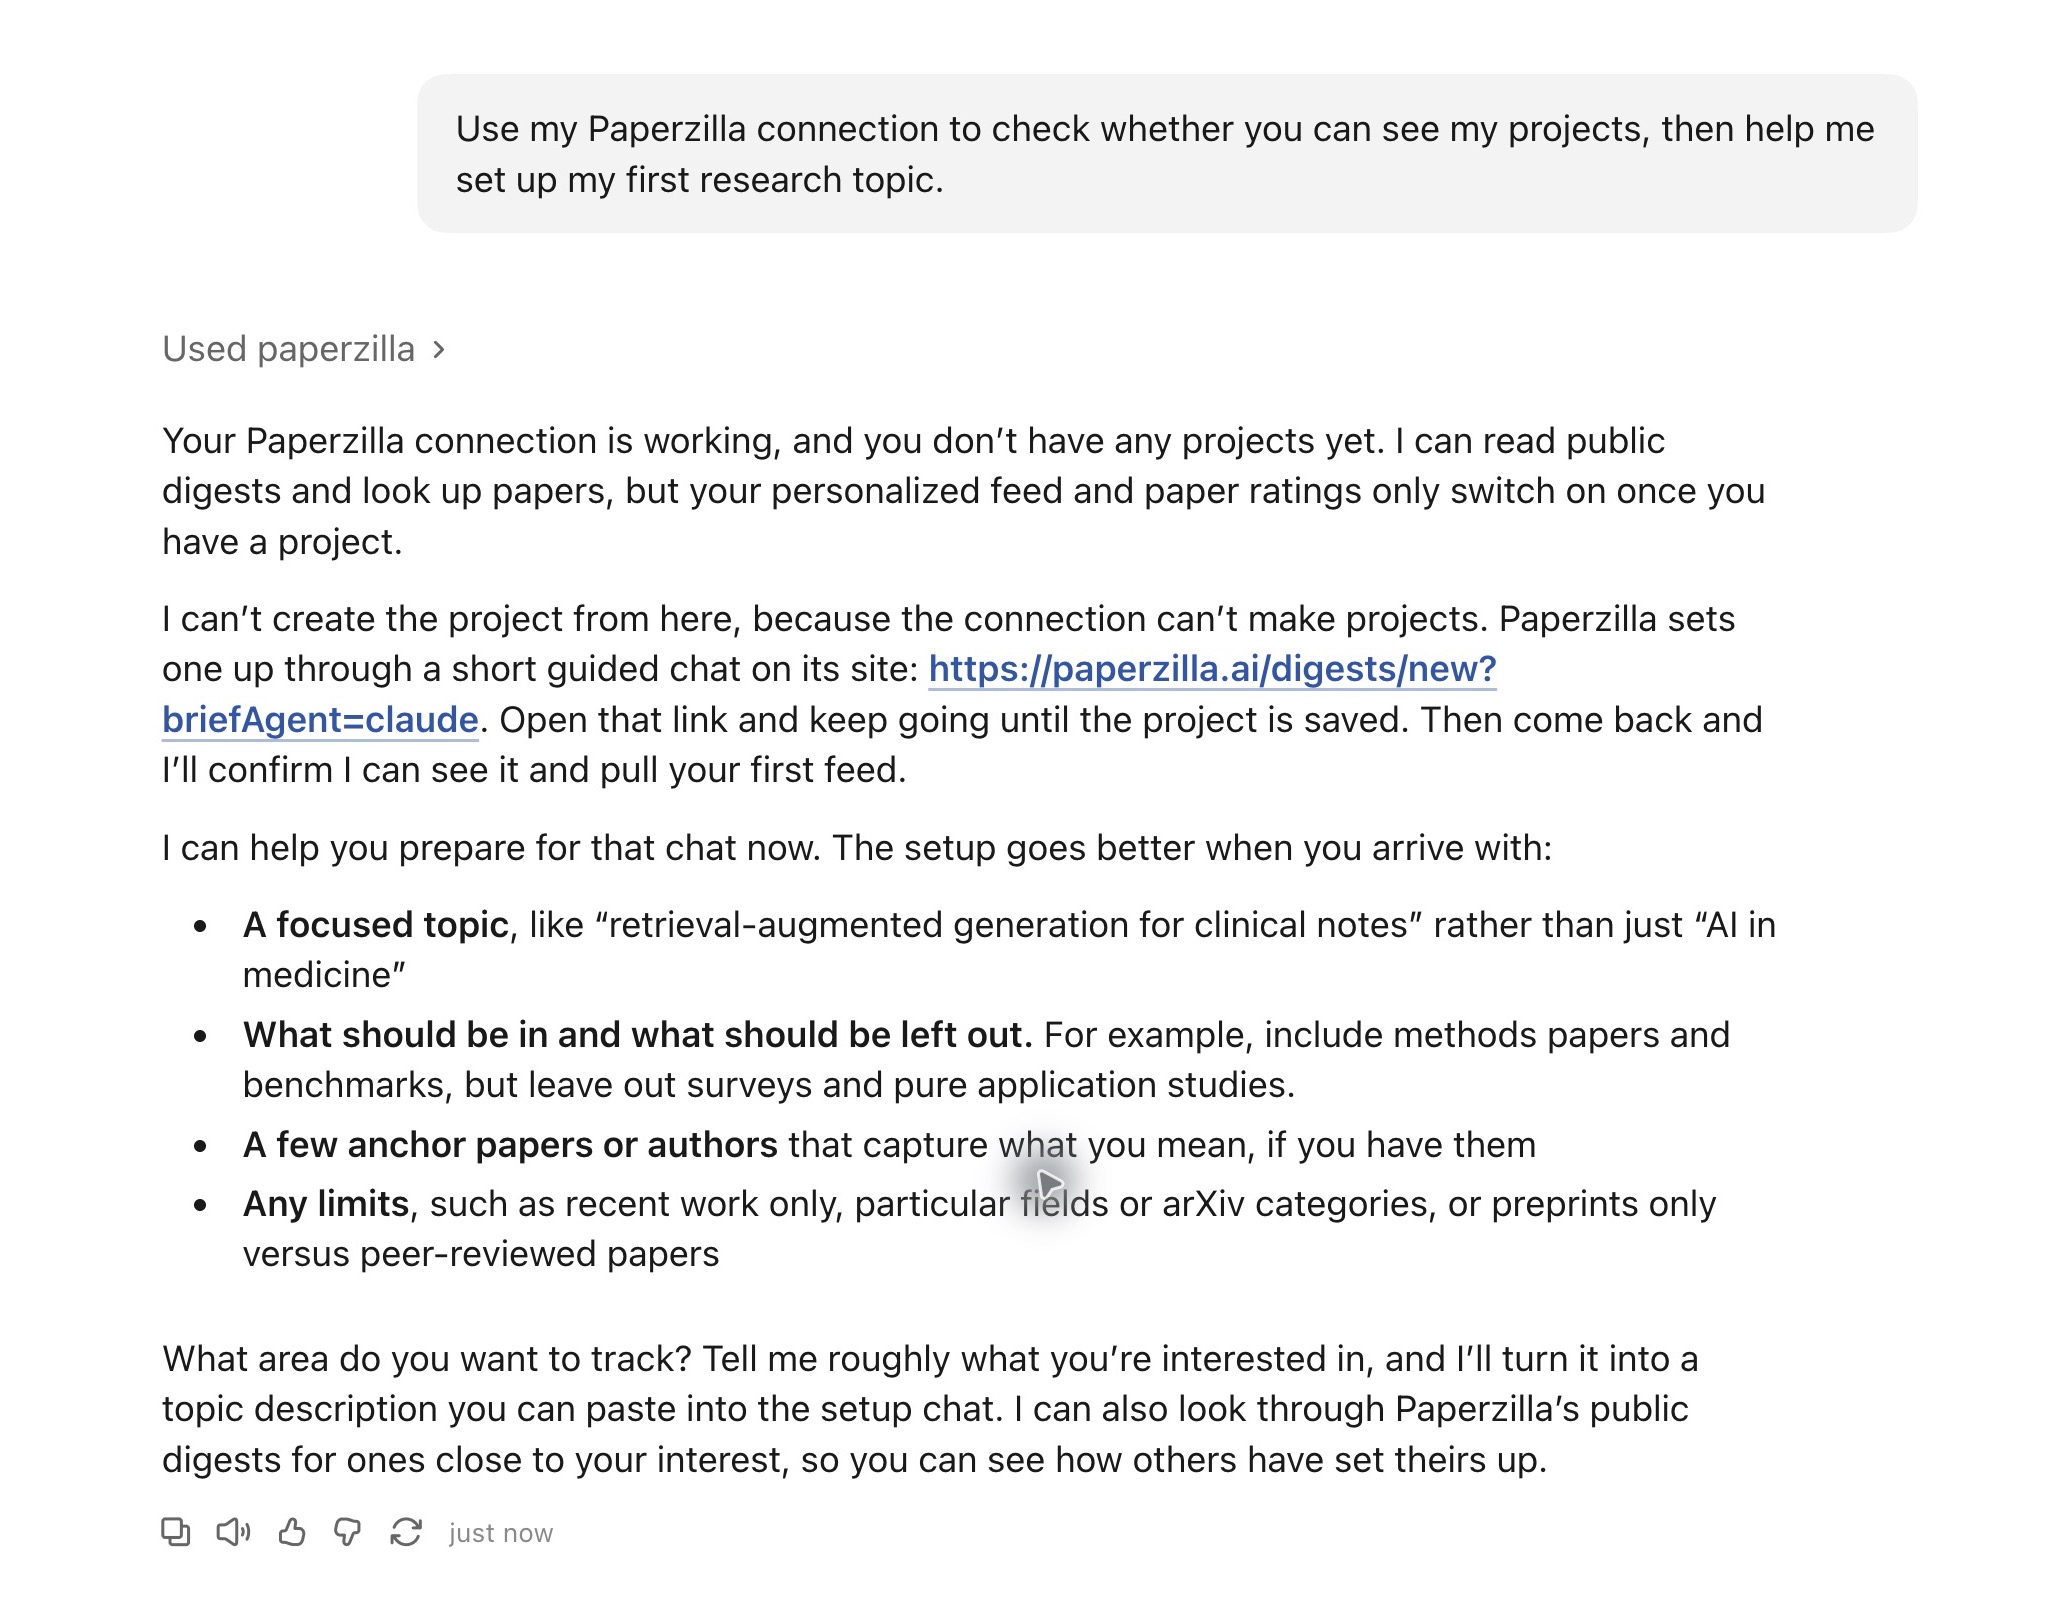 Use my Paperzilla connection to check whether you can see my projects, then help me
set up my first research topic.
Used paperzilla >
Your Paperzilla connection is working, and you don’t have any projects yet. I can read public
digests and look up papers, but your personalized feed and paper ratings only switch on once you
have a project.
I can’t create the project from here, because the connection can’t make projects. Paperzilla sets
one up through a short guided chat on its site: https://paperzilla.ai/digests/new?
briefAgent=claude. Open that link and keep going until the project is saved. Then come back and
I’ll confirm I can see it and pull your first feed.
I can help you prepare for that chat now. The setup goes better when you arrive with:
• A focused topic, like “retrieval-augmented generation for clinical notes” rather than just “AI in
medicine”
• What should be in and what should be left out. For example, include methods papers and
benchmarks, but leave out surveys and pure application studies.
• A few anchor papers or authors that capture what you mean, if you have them
• Any limits, such as recent work only, particular fields or arXiv categories, or preprints only
versus peer-reviewed papers
What area do you want to track? Tell me roughly what you’re interested in, and I’ll turn it into a
topic description you can paste into the setup chat. I can also look through Paperzilla’s public
digests for ones close to your interest, so you can see how others have set theirs up.
just now